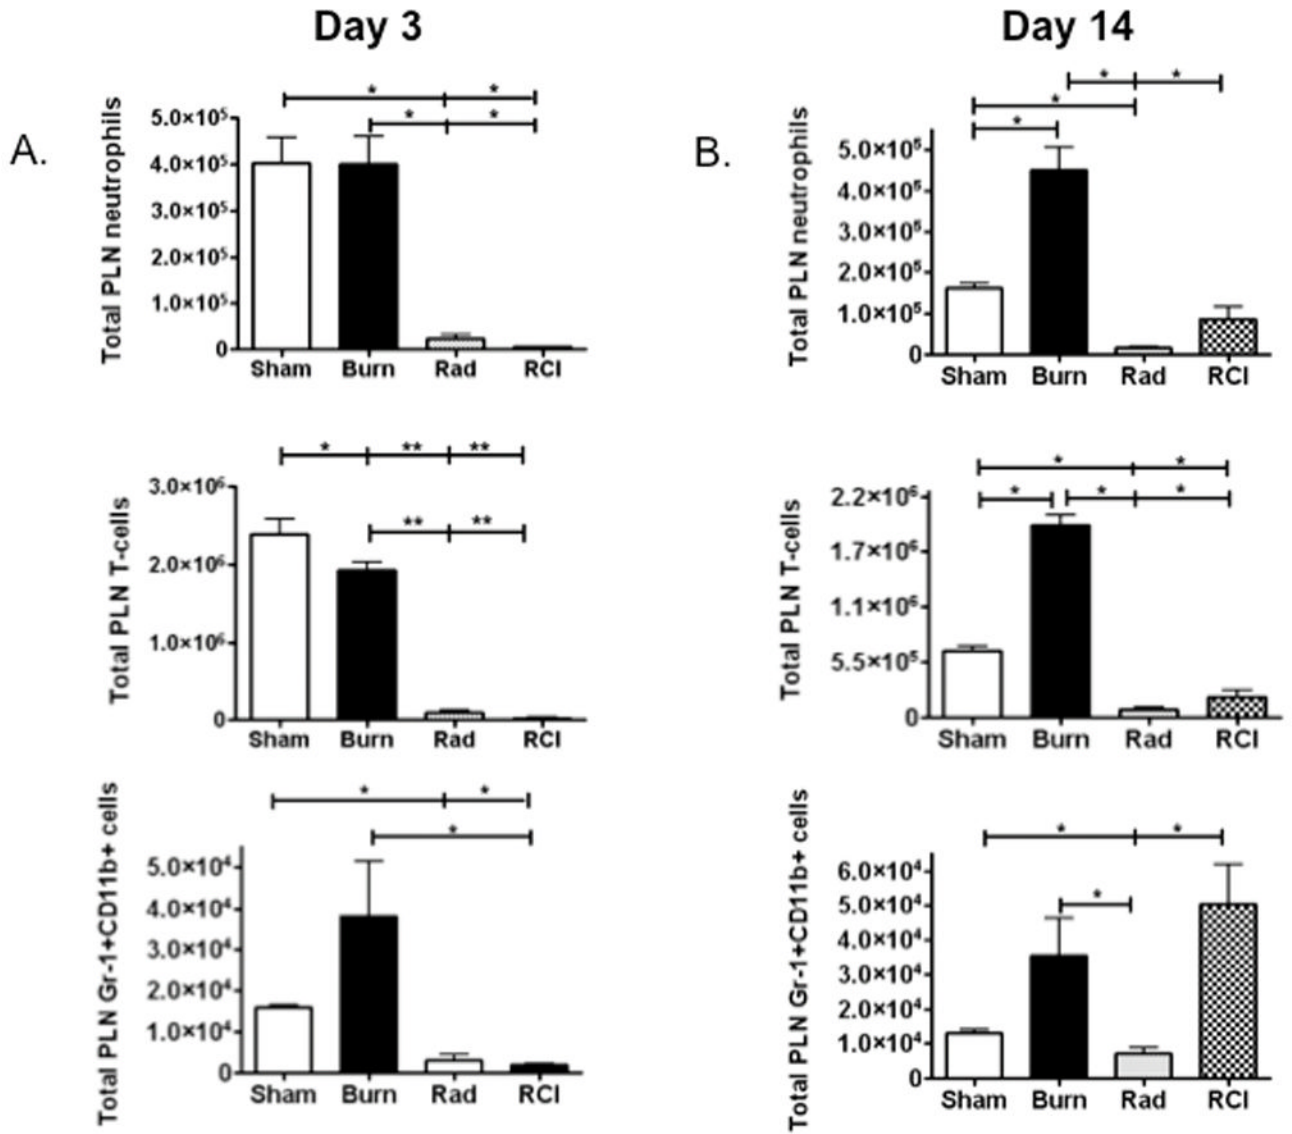 Day 3
Day 14
A.
B.
Total PLN neutrophils
* *
* *
5.0×10⁵
4.0×10⁵
3.0×10⁵
2.0×10⁵
1.0×10⁵
0
Sham Burn Rad RCI
Total PLN neutrophils
* *
*
*
5.0×10⁵
4.0×10⁵
3.0×10⁵
2.0×10⁵
1.0×10⁵
0
Sham Burn Rad RCI
Total PLN T-cells
* ** **
** **
3.0×10⁶
2.0×10⁶
1.0×10⁶
0
Sham Burn Rad RCI
Total PLN T-cells
* *
* * *
2.2×10⁶
1.7×10⁶
1.1×10⁶
5.5×10⁵
0
Sham Burn Rad RCI
Total PLN Gr-1+CD11b+ cells
* *
*
5.0×10⁴
4.0×10⁴
3.0×10⁴
2.0×10⁴
1.0×10⁴
0
Sham Burn Rad RCI
Total PLN Gr-1+CD11b+ cells
* *
*
6.0×10⁴
5.0×10⁴
4.0×10⁴
3.0×10⁴
2.0×10⁴
1.0×10⁴
0
Sham Burn Rad RCI